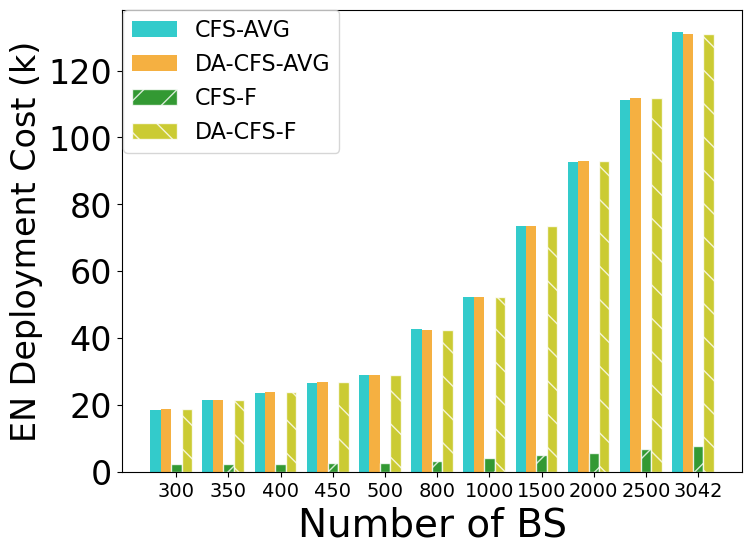 CFS-AVG
DA-CFS-AVG
CFS-F
DA-CFS-F
EN Deployment Cost (k)
120
100
80
60
40
20
0
300 350 400 450 500 800 1000 1500 2000 2500 3042
Number of BS